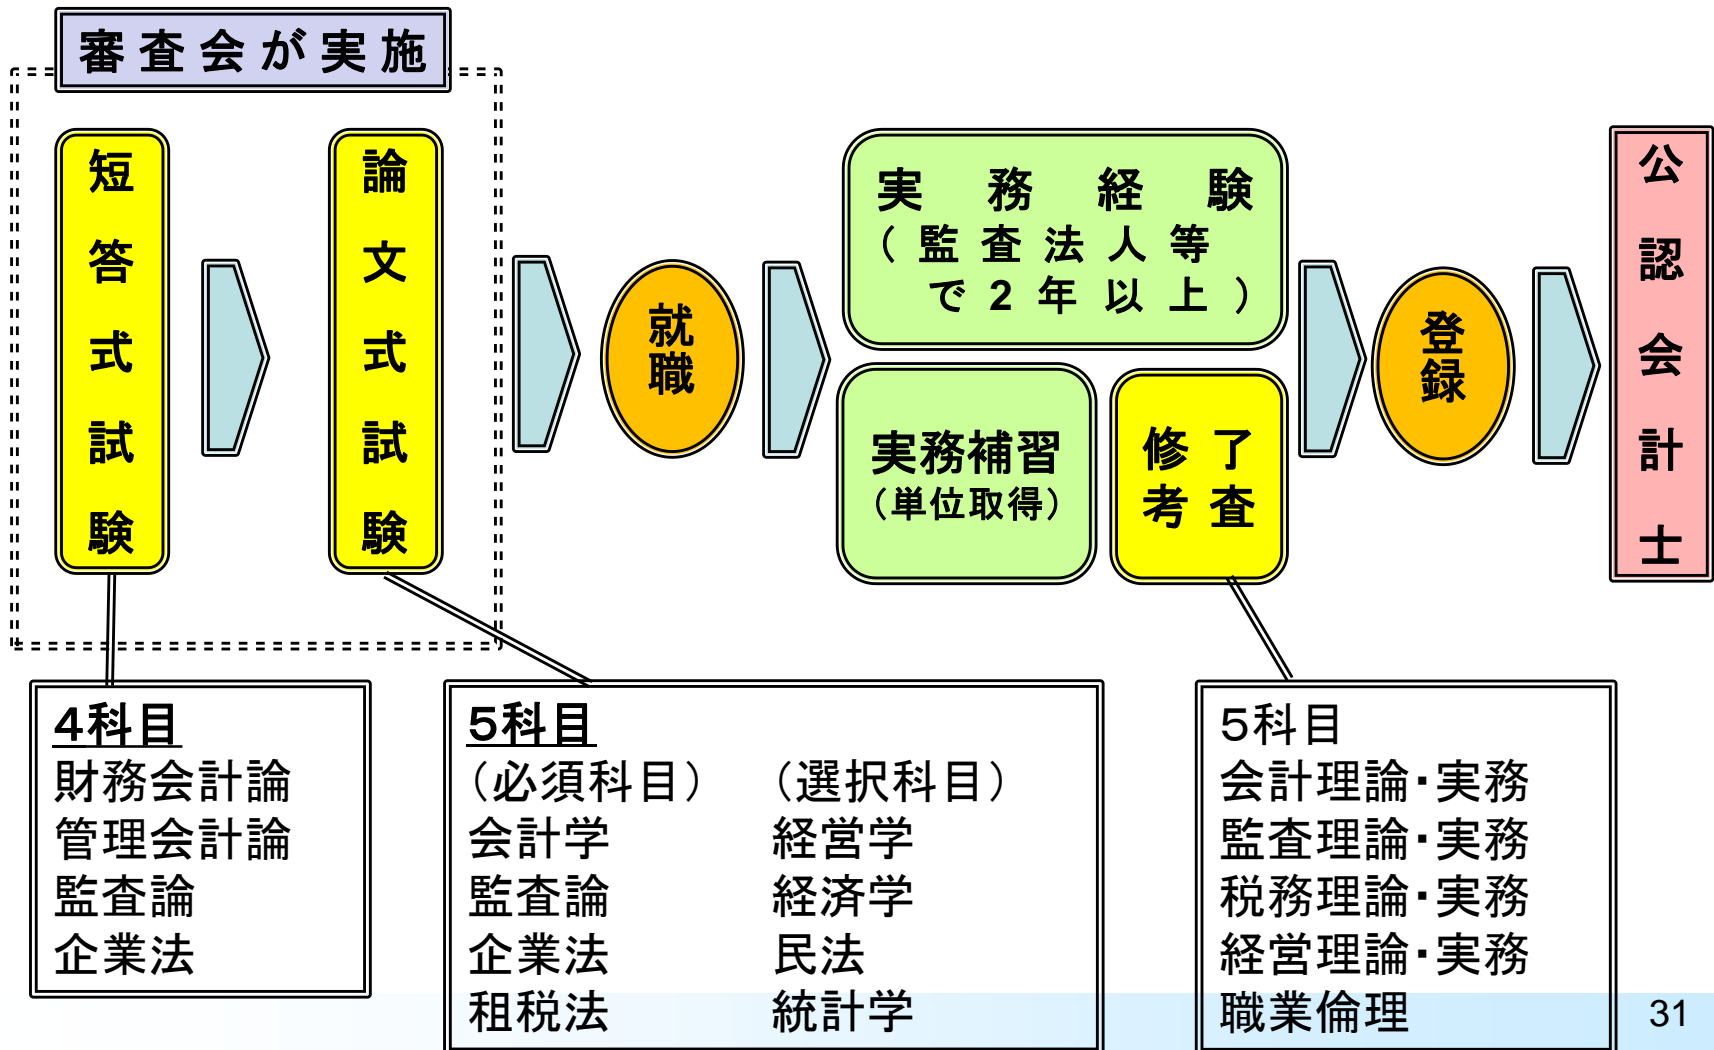 審査会が実施
短答式試験
論文式試験
就職
実務経験
（監査法人等
で2年以上）
実務補習
（単位取得）
修了
考査
登録
公認会計士
４科目
財務会計論
管理会計論
監査論
企業法
５科目
（必須科目） （選択科目）
会計学 経営学
監査論 経済学
企業法 民法
租税法 統計学
５科目
会計理論・実務
監査理論・実務
税務理論・実務
経営理論・実務
職業倫理
31